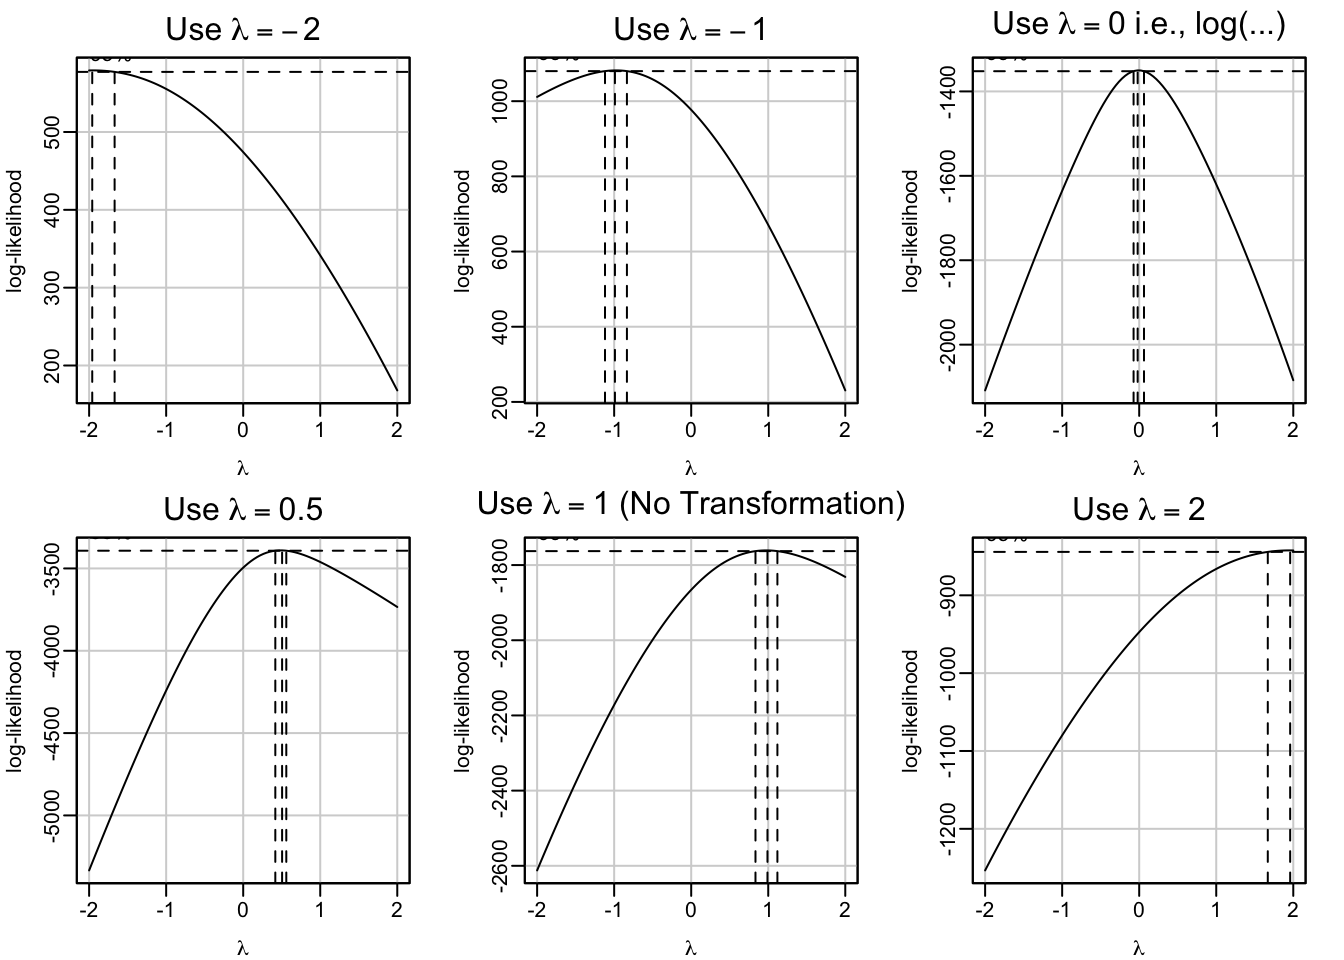 Use λ = − 2
log-likelihood
500
400
300
200
-2 -1 0 1 2
λ
Use λ = − 1
log-likelihood
1000
800
600
400
200
-2 -1 0 1 2
λ
Use λ = 0 i.e., log(...)
log-likelihood
-1400
-1600
-1800
-2000
-2 -1 0 1 2
λ
Use λ = 0.5
log-likelihood
-3500
-4000
-4500
-5000
-2 -1 0 1 2
λ
Use λ = 1 (No Transformation)
log-likelihood
-1800
-2000
-2200
-2400
-2600
-2 -1 0 1 2
λ
Use λ = 2
log-likelihood
-900
-1000
-1100
-1200
-2 -1 0 1 2
λ